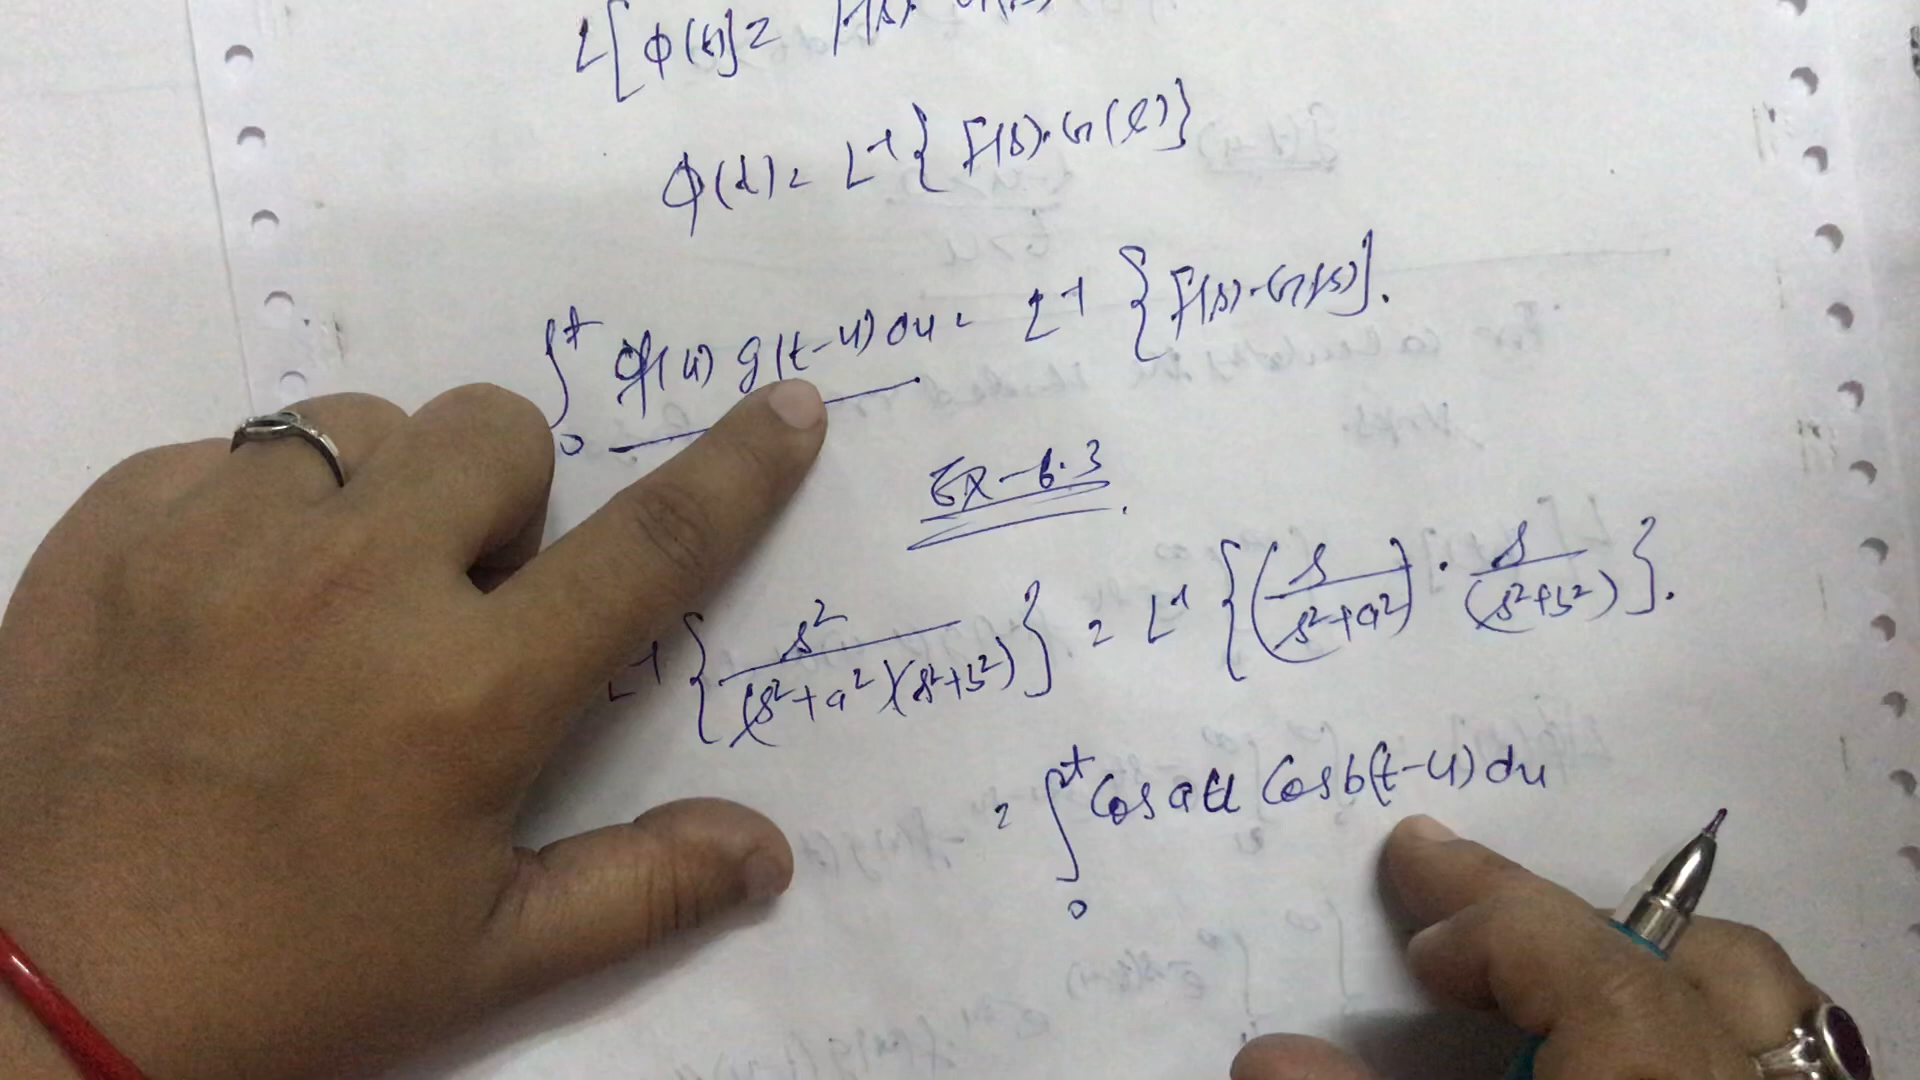 L[ϕ(t)] = F(s).G(s)
ϕ(t) = L⁻¹{F(s).G(s)}
∫₀ᵗ f(u) g(t-u) du = L⁻¹{F(s).G(s)}.
EX-6.3
L⁻¹{s²/(s²+a²)(s²+b²)} = L⁻¹{(s/s²+a²) . s/(s²+b²)}.
= ∫₀ᵗ Cos au Cos b(t-u) du